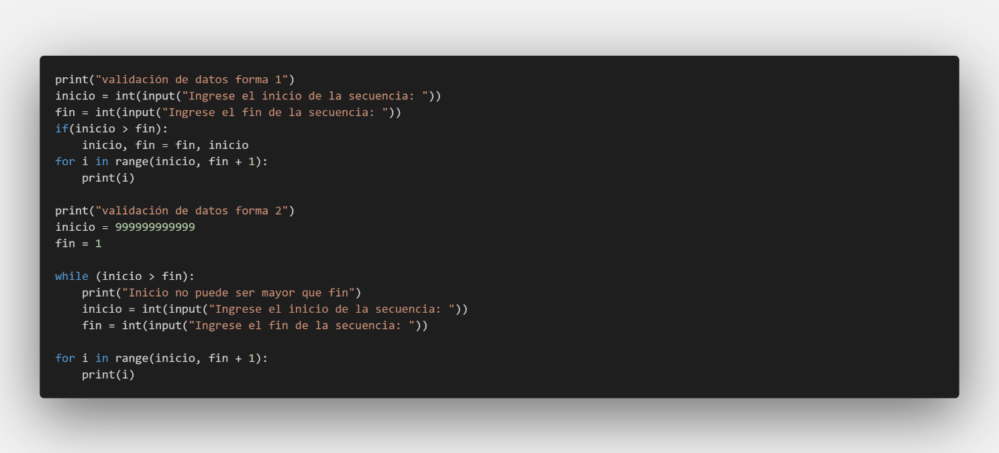 print("validación de datos forma 1")
inicio = int(input("Ingrese el inicio de la secuencia: "))
fin = int(input("Ingrese el fin de la secuencia: "))
if(inicio > fin):
    inicio, fin = fin, inicio
for i in range(inicio, fin + 1):
    print(i)

print("validación de datos forma 2")
inicio = 999999999999
fin = 1

while (inicio > fin):
    print("Inicio no puede ser mayor que fin")
    inicio = int(input("Ingrese el inicio de la secuencia: "))
    fin = int(input("Ingrese el fin de la secuencia: "))

for i in range(inicio, fin + 1):
    print(i)